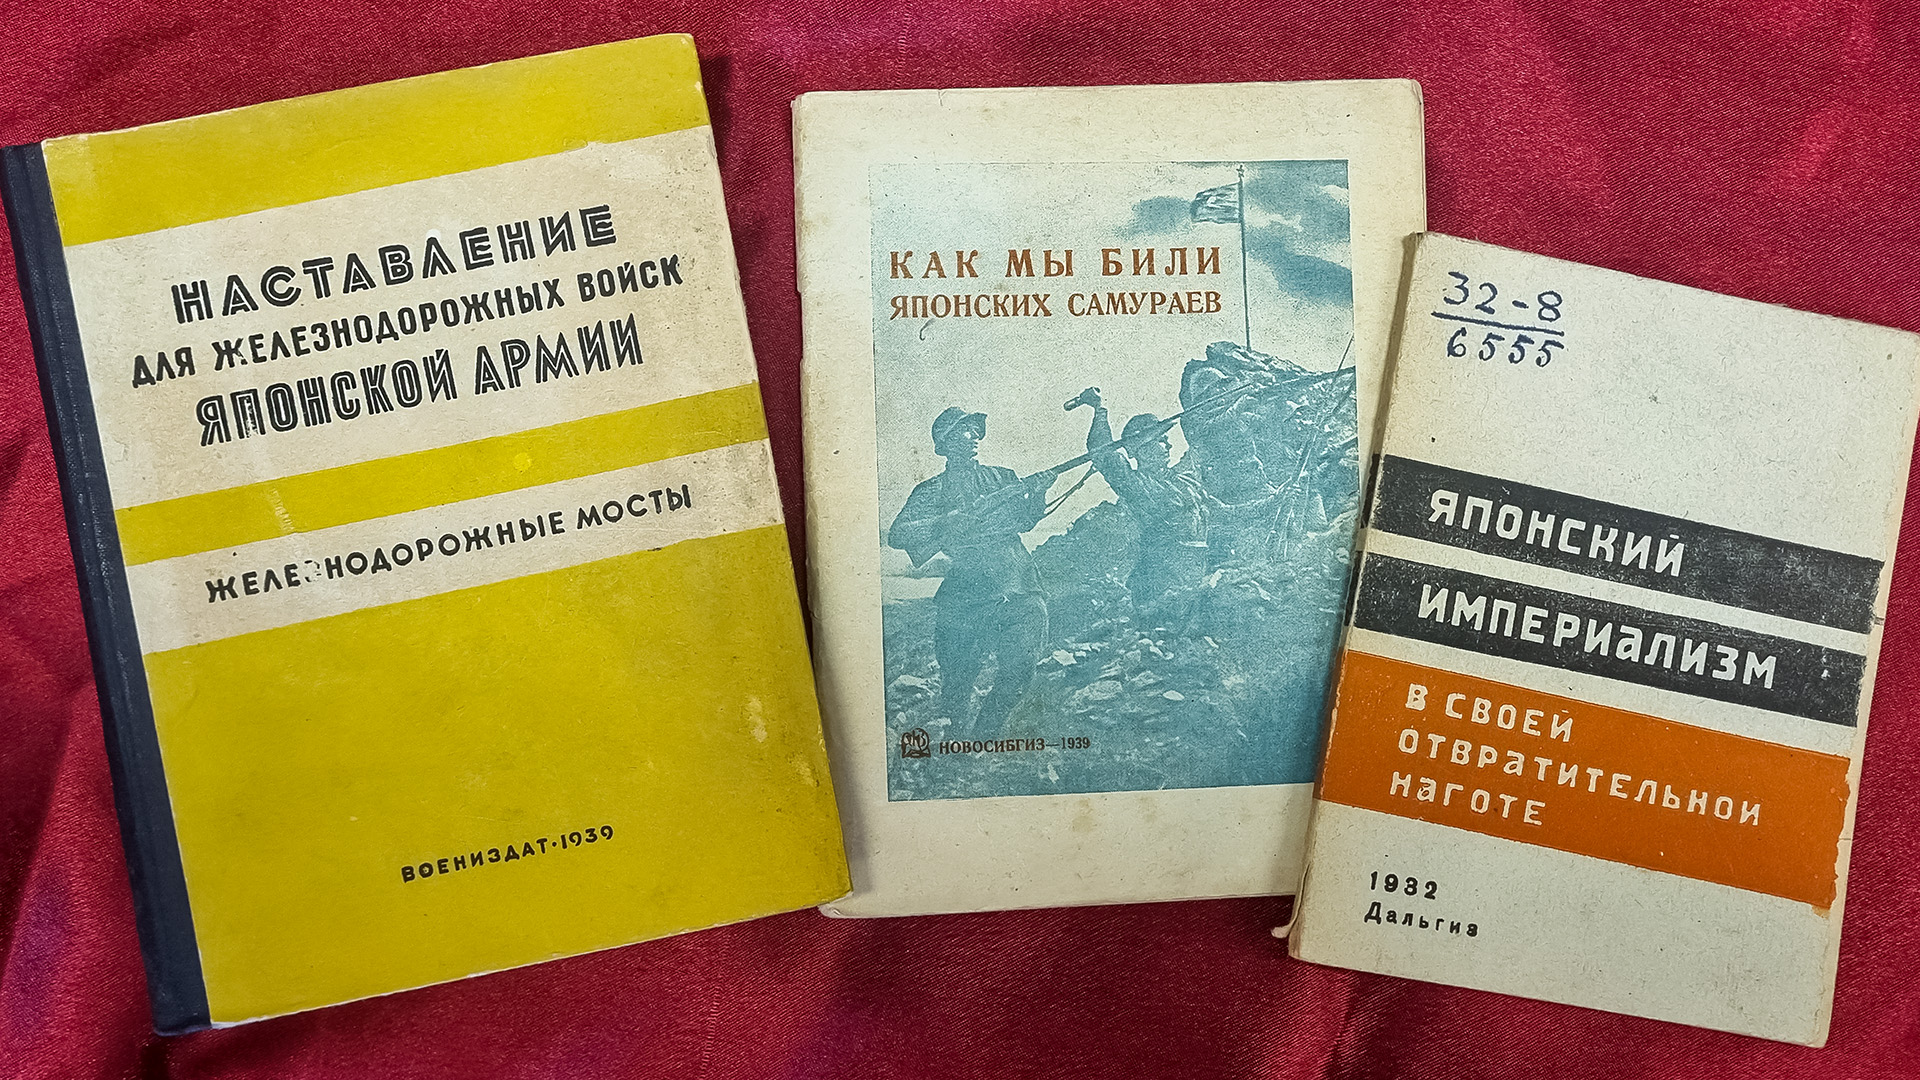 НАСТАВЛЕНИЕ
ДЛЯ ЖЕЛЕЗНОДОРОЖНЫХ ВОЙСК
ЯПОНСКОЙ АРМИИ
ЖЕЛЕЗНОДОРОЖНЫЕ МОСТЫ
ВОЕНИЗДАТ·1939
КАК МЫ БИЛИ
ЯПОНСКИХ САМУРАЕВ
НОВОСИБГИЗ—1939
32-8
6555
ЯПОНСКИЙ
ИМПЕРИАЛИЗМ
В СВОЕЙ
ОТВРАТИТЕЛЬНОЙ
НАГОТЕ
1932
Дальгиз